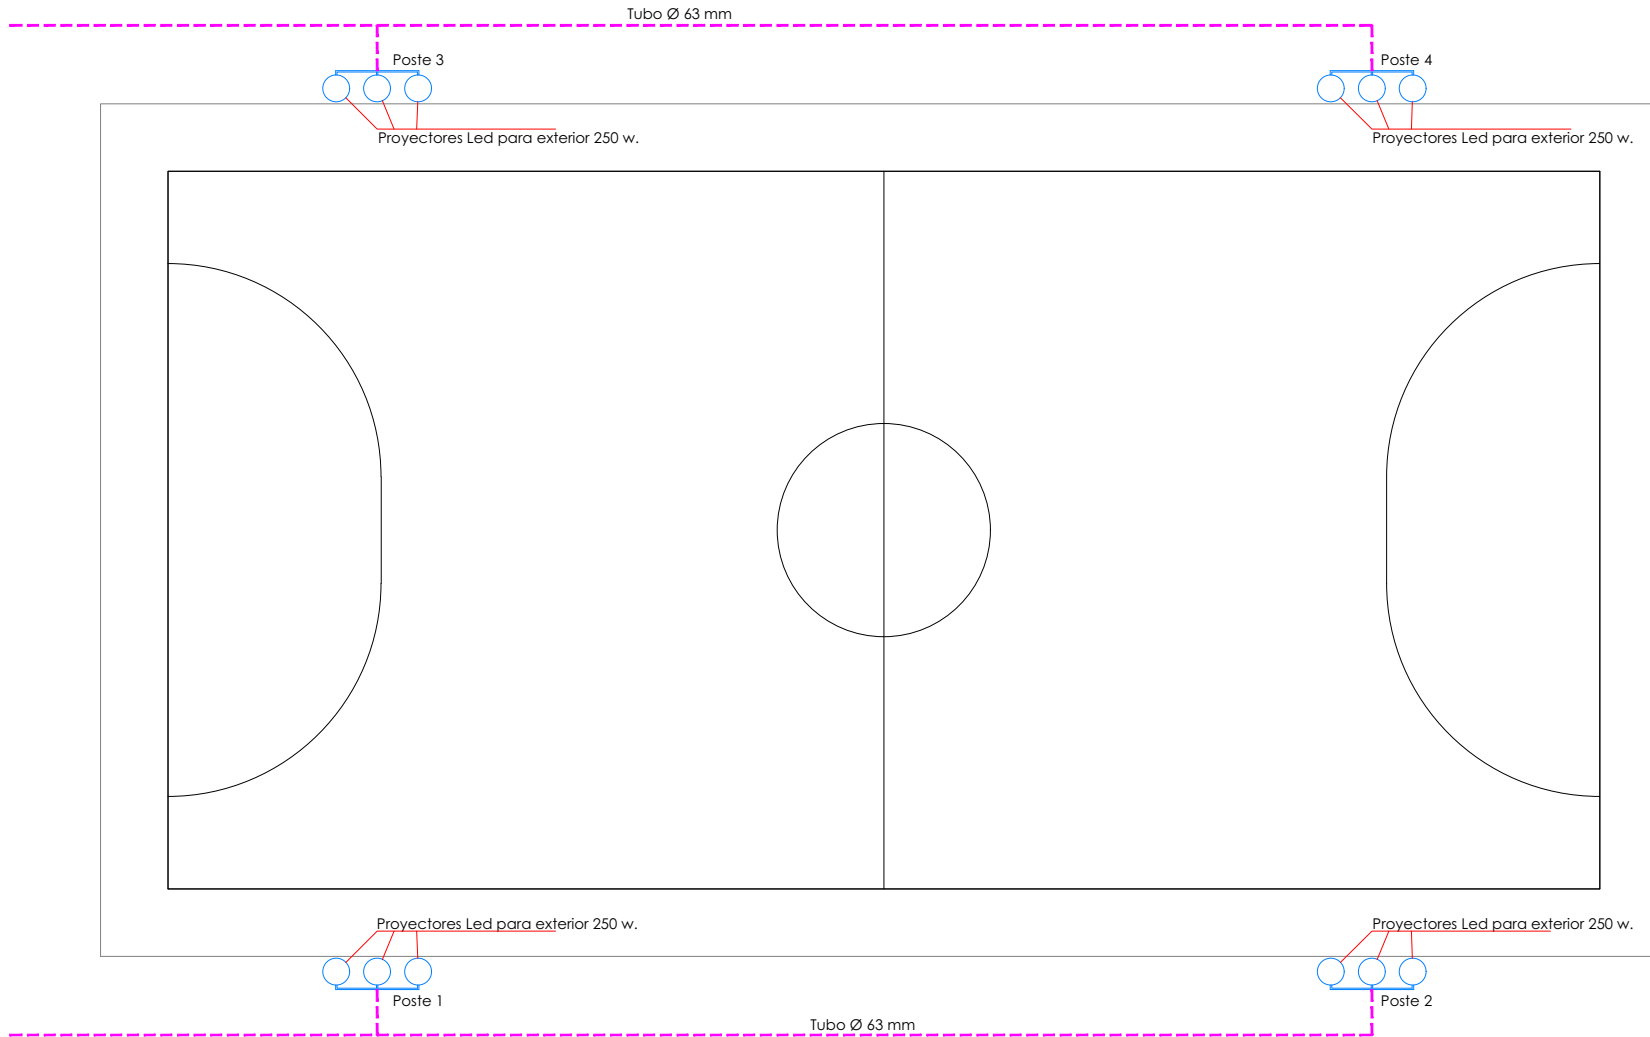 Tubo Ø 63 mm
Poste 3
Poste 4
Proyectores Led para exterior 250 w.
Proyectores Led para exterior 250 w.
Proyectores Led para exterior 250 w.
Proyectores Led para exterior 250 w.
Poste 1
Poste 2
Tubo Ø 63 mm